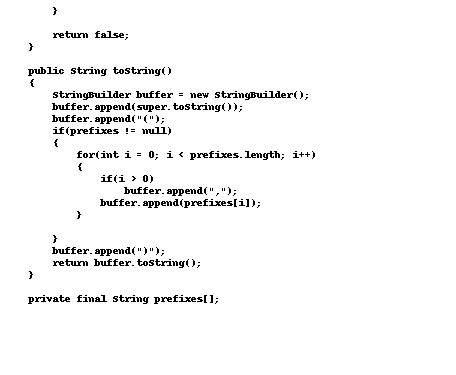 }

        return false;
    }

    public String toString()
    {
        StringBuilder buffer = new StringBuilder();
        buffer.append(super.toString());
        buffer.append("(");
        if(prefixes != null)
        {
            for(int i = 0; i < prefixes.length; i++)
            {
                if(i > 0)
                    buffer.append(",");
                buffer.append(prefixes[i]);
            }

        }
        buffer.append(")");
        return buffer.toString();
    }

    private final String prefixes[];